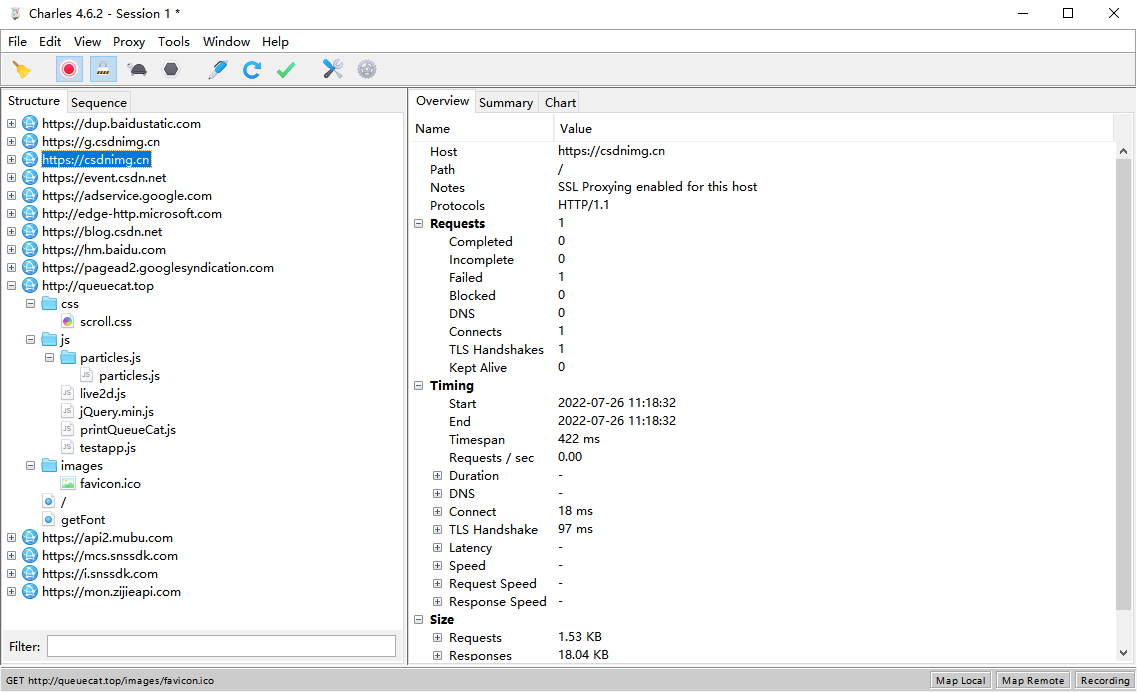 Charles 4.6.2 - Session 1 *
File Edit View Proxy Tools Window Help
Structure Sequence
https://dup.baidustatic.com
https://g.csdnimg.cn
https://csdnimg.cn
https://event.csdn.net
https://adservice.google.com
http://edge-http.microsoft.com
https://blog.csdn.net
https://hm.baidu.com
https://pagead2.googlesyndication.com
http://queuecat.top
css
scroll.css
js
particles.js
JS particles.js
JS live2d.js
JS jQuery.min.js
JS printQueueCat.js
JS testapp.js
images
favicon.ico
/
getFont
https://api2.mubu.com
https://mcs.snssdk.com
https://i.snssdk.com
https://mon.zijieapi.com
Filter:
Overview Summary Chart
Name Value
Host https://csdnimg.cn
Path /
Notes SSL Proxying enabled for this host
Protocols HTTP/1.1
Requests 1
Completed 0
Incomplete 0
Failed 1
Blocked 0
DNS 0
Connects 1
TLS Handshakes 1
Kept Alive 0
Timing
Start 2022-07-26 11:18:32
End 2022-07-26 11:18:32
Timespan 422 ms
Requests / sec 0.00
Duration -
DNS -
Connect 18 ms
TLS Handshake 97 ms
Latency -
Speed -
Request Speed -
Response Speed -
Size
Requests 1.53 KB
Responses 18.04 KB
GET http://queuecat.top/images/favicon.ico Map Local Map Remote Recording